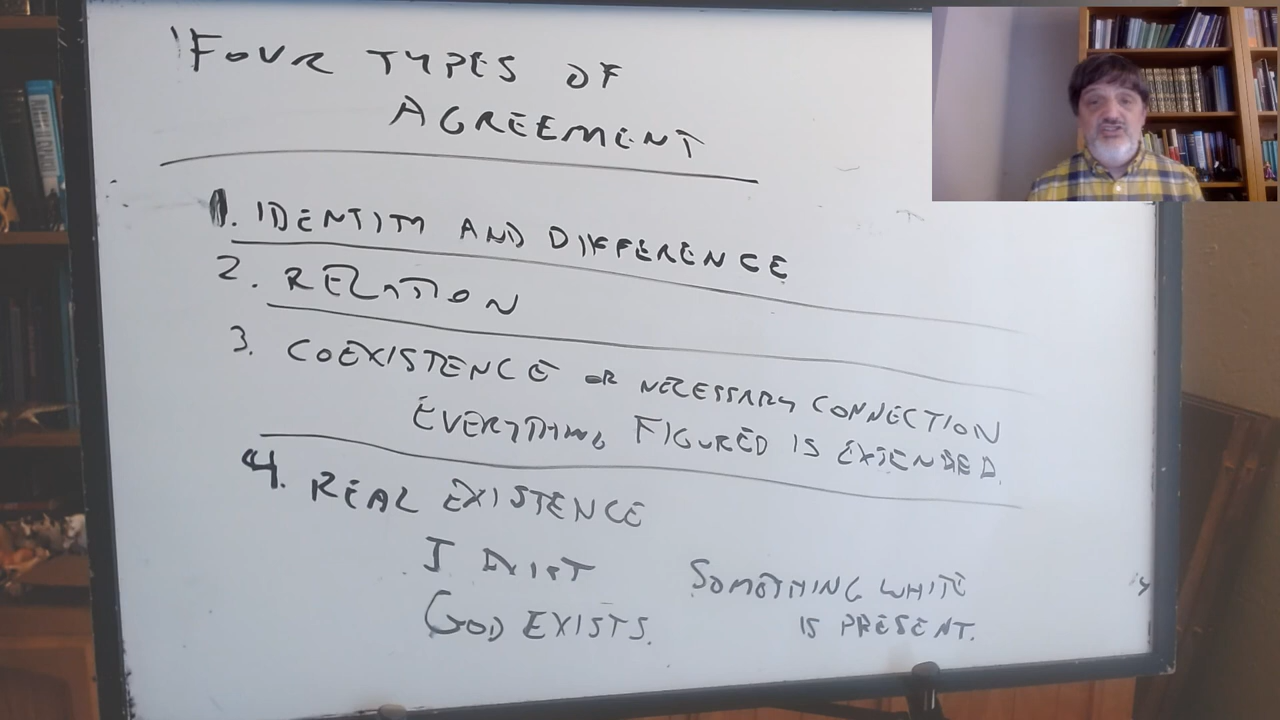 FOUR TYPES OF
AGREEMENT
1. IDENTITY AND DIFFERENCE
2. RELATION
3. COEXISTENCE OR NECESSARY CONNECTION
EVERYTHING FIGURED IS EXTENDED.
4. REAL EXISTENCE
I EXIST
GOD EXISTS.
SOMETHING WHITE
IS PRESENT.